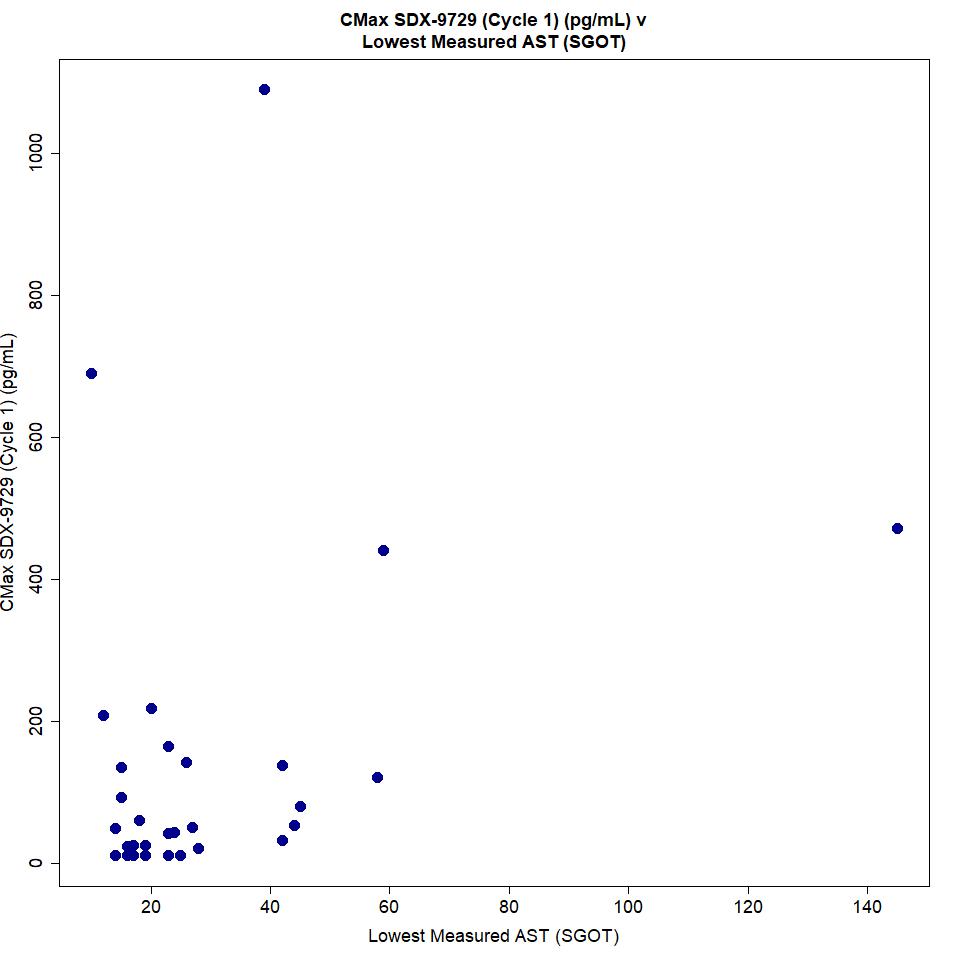 CMax SDX-9729 (Cycle 1) (pg/mL) v
Lowest Measured AST (SGOT)
CMax SDX-9729 (Cycle 1) (pg/mL)
1000
800
600
400
200
0
20 40 60 80 100 120 140
Lowest Measured AST (SGOT)